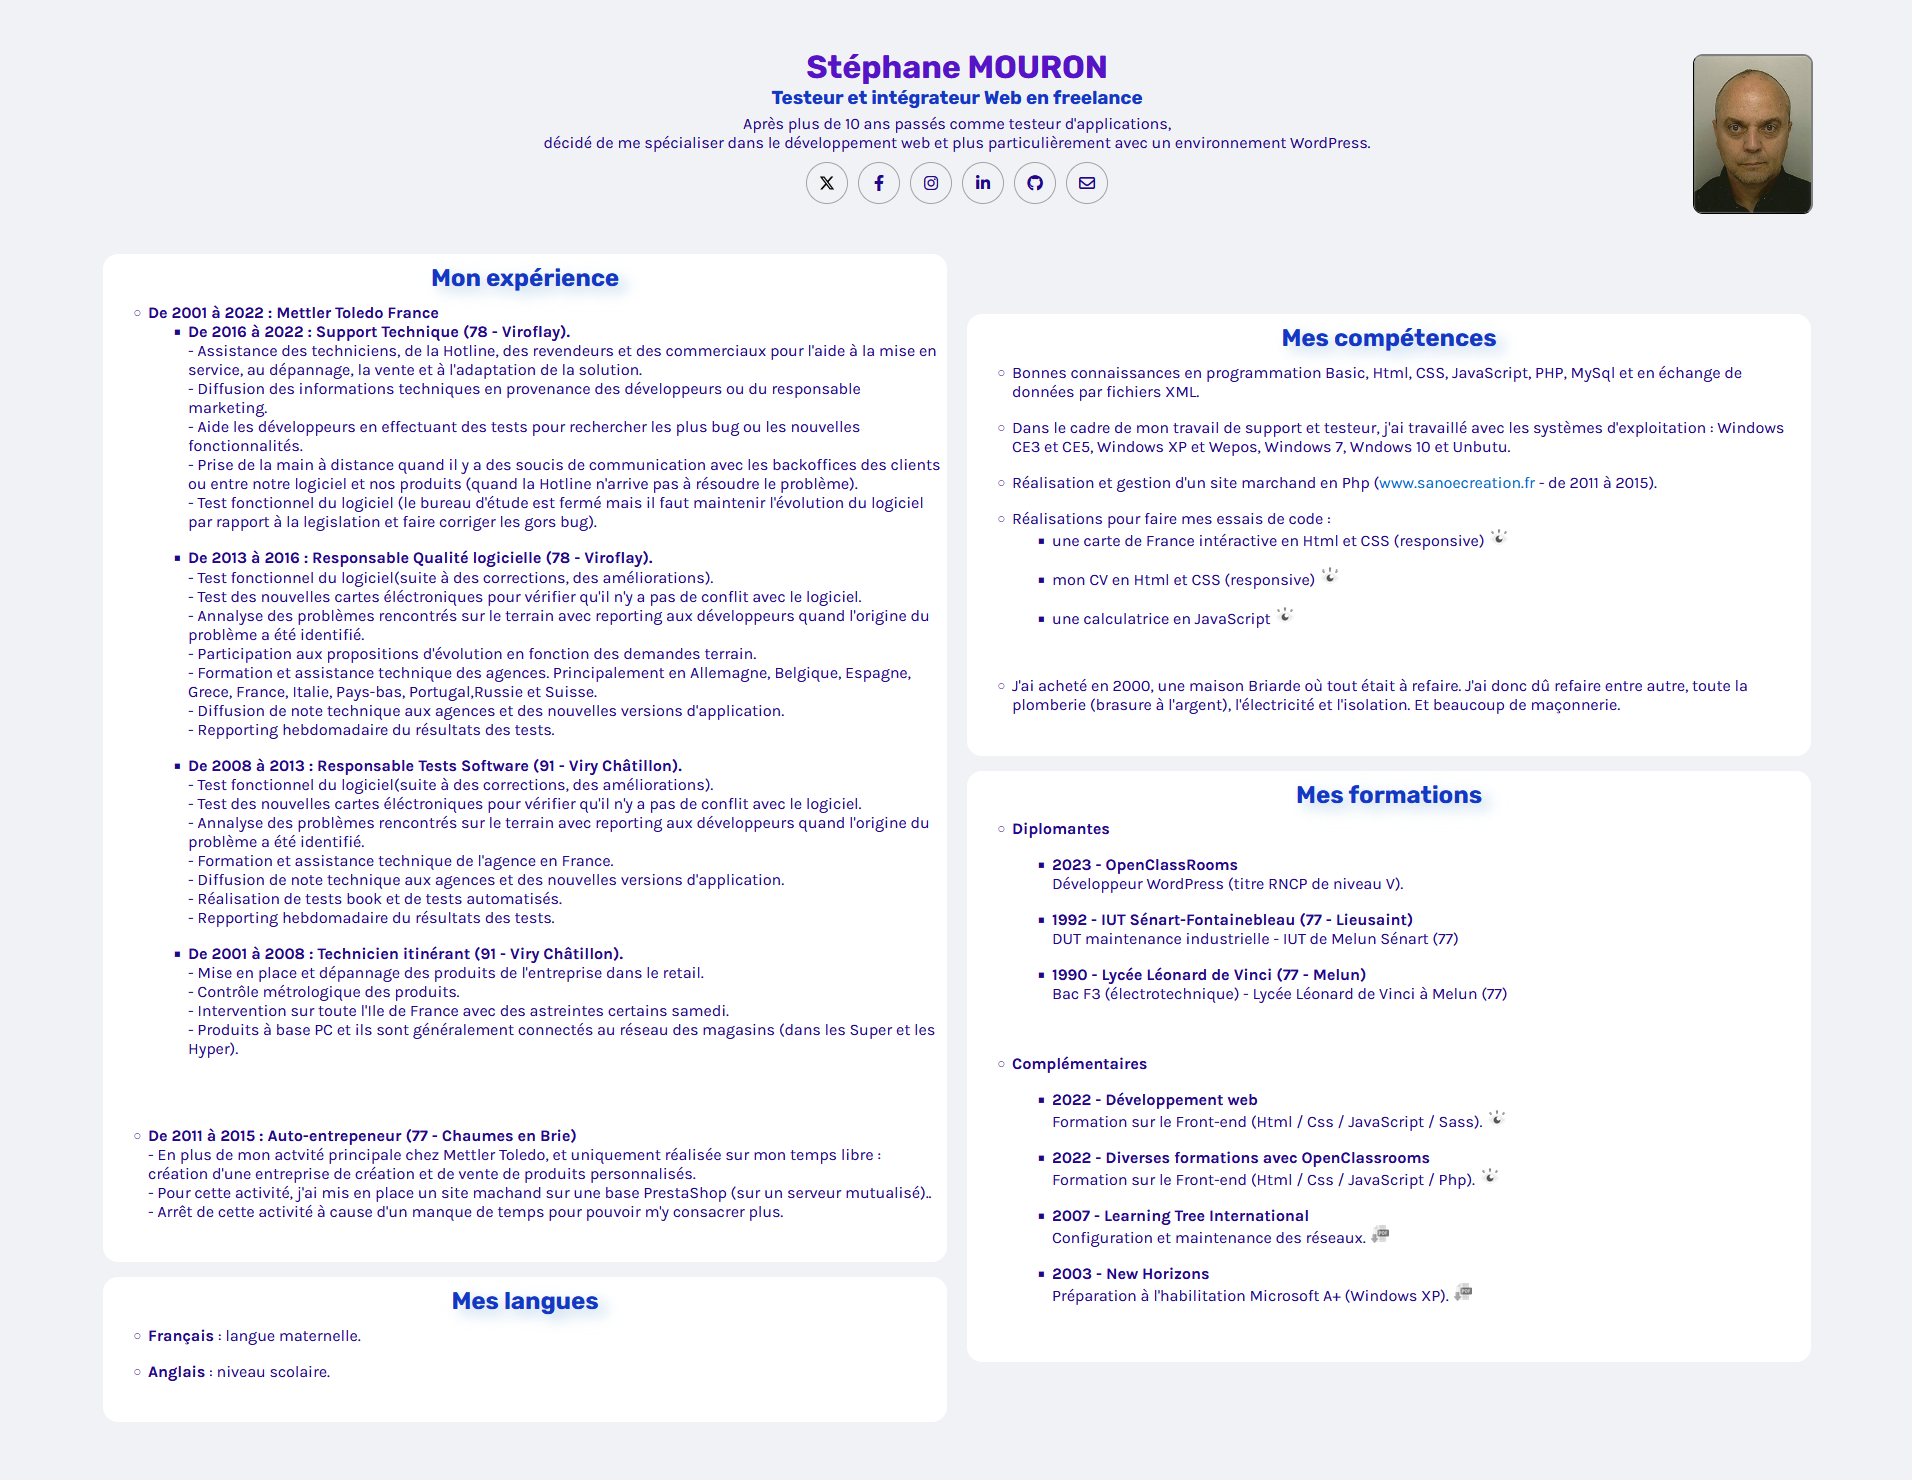 Stéphane MOURON
Testeur et intégrateur Web en freelance
Après plus de 10 ans passés comme testeur d'applications,
décidé de me spécialiser dans le développement web et plus particulièrement avec un environnement WordPress.
Mon expérience
De 2001 à 2022 : Mettler Toledo France
De 2016 à 2022 : Support Technique (78 - Viroflay).
- Assistance des techniciens, de la Hotline, des revendeurs et des commerciaux pour l'aide à la mise en
service, au dépannage, la vente et à l'adaptation de la solution.
- Diffusion des informations techniques en provenance des développeurs ou du responsable
marketing.
- Aide les développeurs en effectuant des tests pour rechercher les plus bug ou les nouvelles
fonctionnalités.
- Prise de la main à distance quand il y a des soucis de communication avec les backoffices des clients
ou entre notre logiciel et nos produits (quand la Hotline n'arrive pas à résoudre le problème).
- Test fonctionnel du logiciel (le bureau d'étude est fermé mais il faut maintenir l'évolution du logiciel
par rapport à la legislation et faire corriger les gors bug).
De 2013 à 2016 : Responsable Qualité logicielle (78 - Viroflay).
- Test fonctionnel du logiciel(suite à des corrections, des améliorations).
- Test des nouvelles cartes éléctroniques pour vérifier qu'il n'y a pas de conflit avec le logiciel.
- Annalyse des problèmes rencontrés sur le terrain avec reporting aux développeurs quand l'origine du
problème a été identifié.
- Participation aux propositions d'évolution en fonction des demandes terrain.
- Formation et assistance technique des agences. Principalement en Allemagne, Belgique, Espagne,
Grece, France, Italie, Pays-bas, Portugal,Russie et Suisse.
- Diffusion de note technique aux agences et des nouvelles versions d'application.
- Repporting hebdomadaire du résultats des tests.
De 2008 à 2013 : Responsable Tests Software (91 - Viry Châtillon).
- Test fonctionnel du logiciel(suite à des corrections, des améliorations).
- Test des nouvelles cartes éléctroniques pour vérifier qu'il n'y a pas de conflit avec le logiciel.
- Annalyse des problèmes rencontrés sur le terrain avec reporting aux développeurs quand l'origine du
problème a été identifié.
- Formation et assistance technique de l'agence en France.
- Diffusion de note technique aux agences et des nouvelles versions d'application.
- Réalisation de tests book et de tests automatisés.
- Repporting hebdomadaire du résultats des tests.
De 2001 à 2008 : Technicien itinérant (91 - Viry Châtillon).
- Mise en place et dépannage des produits de l'entreprise dans le retail.
- Contrôle métrologique des produits.
- Intervention sur toute l'Ile de France avec des astreintes certains samedi.
- Produits à base PC et ils sont généralement connectés au réseau des magasins (dans les Super et les
Hyper).
De 2011 à 2015 : Auto-entrepeneur (77 - Chaumes en Brie)
- En plus de mon actvité principale chez Mettler Toledo, et uniquement réalisée sur mon temps libre :
création d'une entreprise de création et de vente de produits personnalisés.
- Pour cette activité, j'ai mis en place un site machand sur une base PrestaShop (sur un serveur mutualisé)..
- Arrêt de cette activité à cause d'un manque de temps pour pouvoir m'y consacrer plus.
Mes langues
Français : langue maternelle.
Anglais : niveau scolaire.
Mes compétences
Bonnes connaissances en programmation Basic, Html, CSS, JavaScript, PHP, MySql et en échange de
données par fichiers XML.
Dans le cadre de mon travail de support et testeur, j'ai travaillé avec les systèmes d'exploitation : Windows
CE3 et CE5, Windows XP et Wepos, Windows 7, Wndows 10 et Unbutu.
Réalisation et gestion d'un site marchand en Php (www.sanoecreation.fr - de 2011 à 2015).
Réalisations pour faire mes essais de code :
une carte de France intéractive en Html et CSS (responsive)
mon CV en Html et CSS (responsive)
une calculatrice en JavaScript
J'ai acheté en 2000, une maison Briarde où tout était à refaire. J'ai donc dû refaire entre autre, toute la
plomberie (brasure à l'argent), l'électricité et l'isolation. Et beaucoup de maçonnerie.
Mes formations
Diplomantes
2023 - OpenClassRooms
Développeur WordPress (titre RNCP de niveau V).
1992 - IUT Sénart-Fontainebleau (77 - Lieusaint)
DUT maintenance industrielle - IUT de Melun Sénart (77)
1990 - Lycée Léonard de Vinci (77 - Melun)
Bac F3 (électrotechnique) - Lycée Léonard de Vinci à Melun (77)
Complémentaires
2022 - Développement web
Formation sur le Front-end (Html / Css / JavaScript / Sass).
2022 - Diverses formations avec OpenClassrooms
Formation sur le Front-end (Html / Css / JavaScript / Php).
2007 - Learning Tree International
Configuration et maintenance des réseaux.
2003 - New Horizons
Préparation à l'habilitation Microsoft A+ (Windows XP).